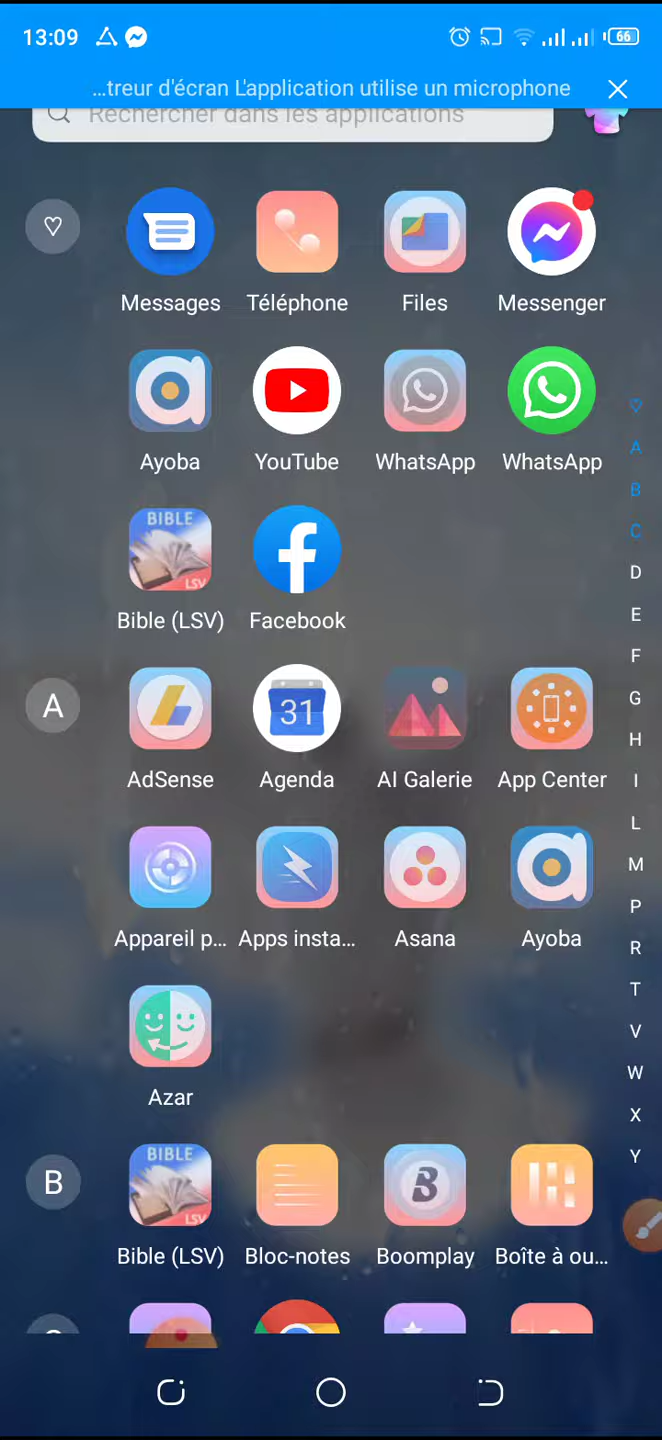 13:09 66
...treur d'écran L'application utilise un microphone
Rechercher dans les applications
Messages Téléphone Files Messenger
Ayoba YouTube WhatsApp WhatsApp
BIBLE
LSV
Bible (LSV) Facebook
A
31
AdSense Agenda AI Galerie App Center
Appareil p... Apps insta... Asana Ayoba
Azar
B
BIBLE
LSV
B
Bible (LSV) Bloc-notes Boomplay Boîte à ou...
A
B
C
D
E
F
G
H
I
L
M
P
R
T
V
W
X
Y